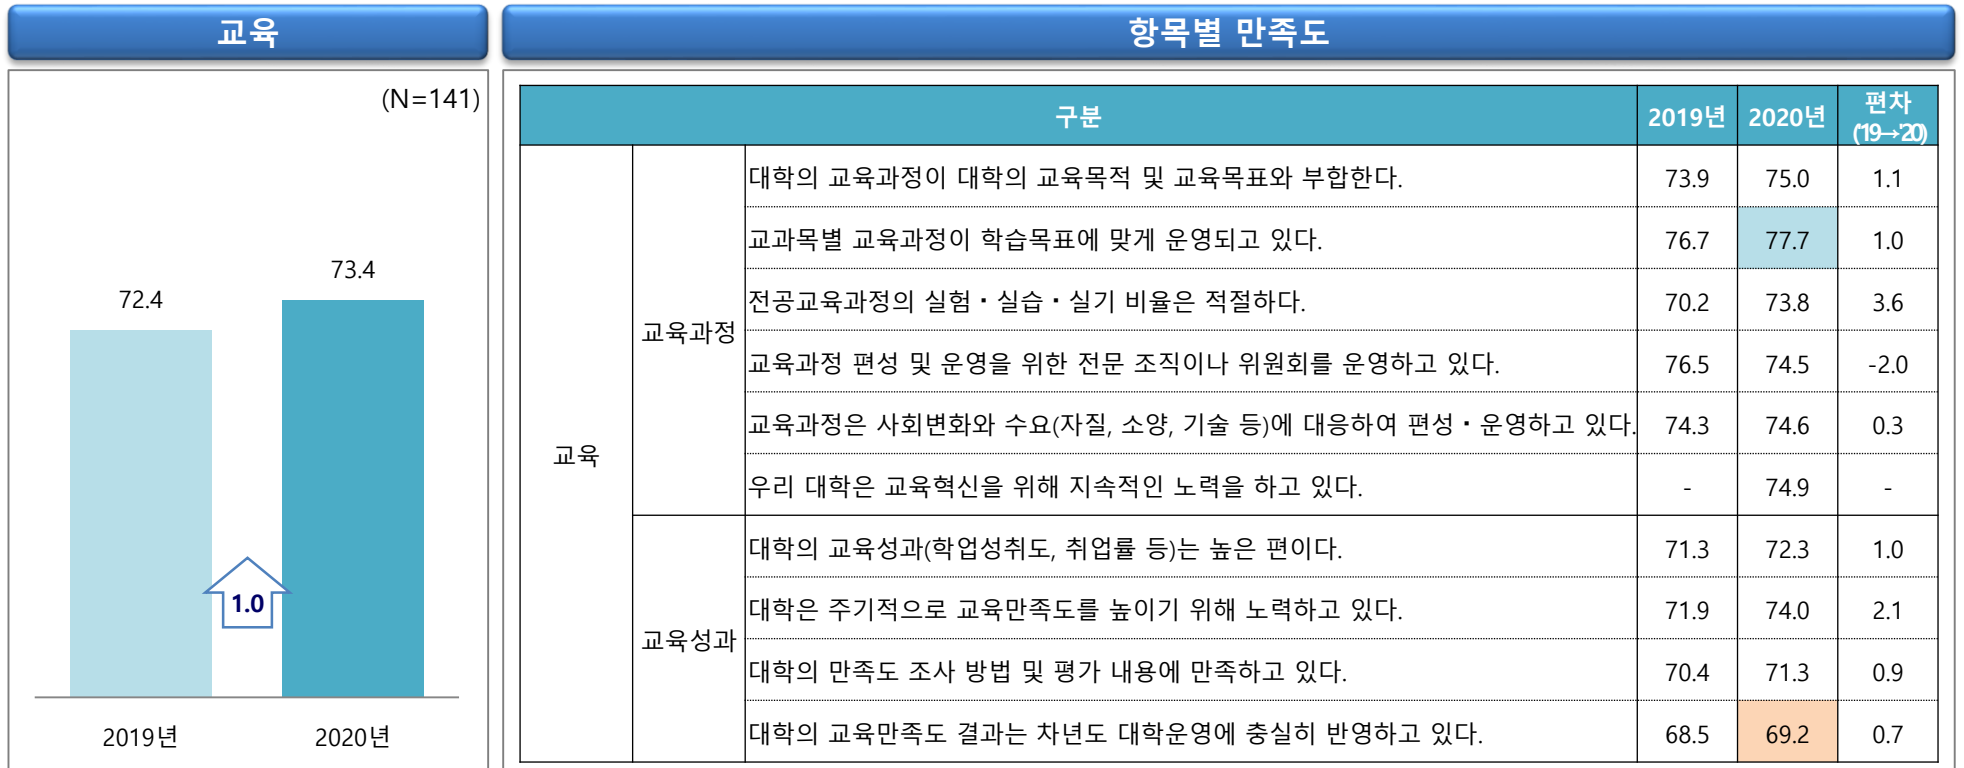 교육
(N=141)
72.4
73.4
1.0
2019년 2020년
항목별 만족도
구분 2019년 2020년 편차
('19→'20)
교육
교육과정
대학의 교육과정이 대학의 교육목적 및 교육목표와 부합한다. 73.9 75.0 1.1
교과목별 교육과정이 학습목표에 맞게 운영되고 있다. 76.7 77.7 1.0
전공교육과정의 실험・실습・실기 비율은 적절하다. 70.2 73.8 3.6
교육과정 편성 및 운영을 위한 전문 조직이나 위원회를 운영하고 있다. 76.5 74.5 -2.0
교육과정은 사회변화와 수요(자질, 소양, 기술 등)에 대응하여 편성・운영하고 있다. 74.3 74.6 0.3
우리 대학은 교육혁신을 위해 지속적인 노력을 하고 있다. - 74.9 -
교육성과
대학의 교육성과(학업성취도, 취업률 등)는 높은 편이다. 71.3 72.3 1.0
대학은 주기적으로 교육만족도를 높이기 위해 노력하고 있다. 71.9 74.0 2.1
대학의 만족도 조사 방법 및 평가 내용에 만족하고 있다. 70.4 71.3 0.9
대학의 교육만족도 결과는 차년도 대학운영에 충실히 반영하고 있다. 68.5 69.2 0.7